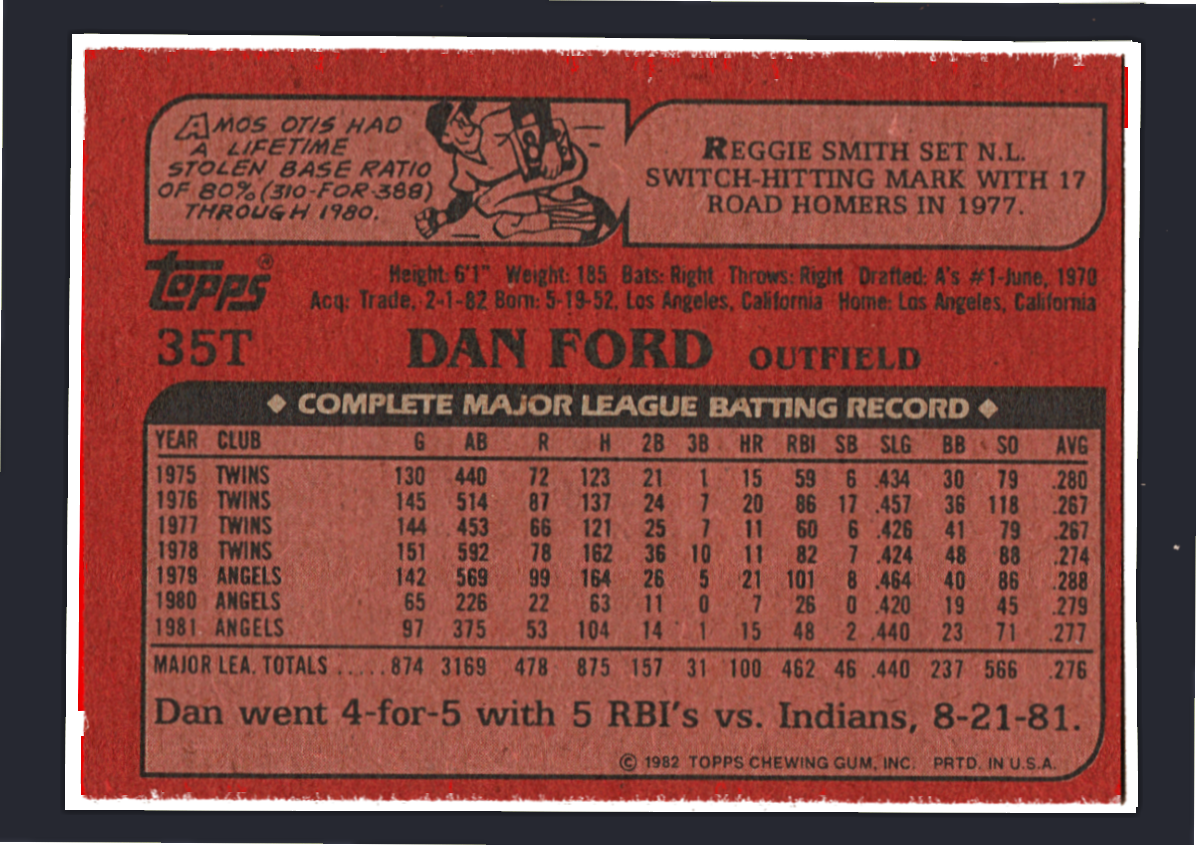 AMOS OTIS HAD
A LIFETIME
STOLEN BASE RATIO
OF 80% (310-FOR-388)
THROUGH 1980.
REGGIE SMITH SET N.L.
SWITCH-HITTING MARK WITH 17
ROAD HOMERS IN 1977.
TOPPS®
Height: 6'1" Weight: 185 Bats: Right Throws: Right Drafted: A's #1-June, 1970
Acq: Trade, 2-1-82 Born: 5-19-52, Los Angeles, California Home: Los Angeles, California
35T DAN FORD OUTFIELD
◆ COMPLETE MAJOR LEAGUE BATTING RECORD ◆
YEAR CLUB G AB R H 2B 3B HR RBI SB SLG BB SO AVG
1975 TWINS 130 440 72 123 21 1 15 59 6 .434 30 79 .280
1976 TWINS 145 514 87 137 24 7 20 86 17 .457 36 118 .267
1977 TWINS 144 453 66 121 25 7 11 60 6 .426 41 79 .267
1978 TWINS 151 592 78 162 36 10 11 82 7 .424 48 88 .274
1979 ANGELS 142 569 99 164 26 5 21 101 8 .464 40 86 .288
1980 ANGELS 65 226 22 63 11 0 7 26 0 .420 19 45 .279
1981 ANGELS 97 375 53 104 14 1 15 48 2 .440 23 71 .277
MAJOR LEA. TOTALS ..... 874 3169 478 875 157 31 100 462 46 .440 237 566 .276
Dan went 4-for-5 with 5 RBI's vs. Indians, 8-21-81.
© 1982 TOPPS CHEWING GUM, INC. PRTD. IN U.S.A.